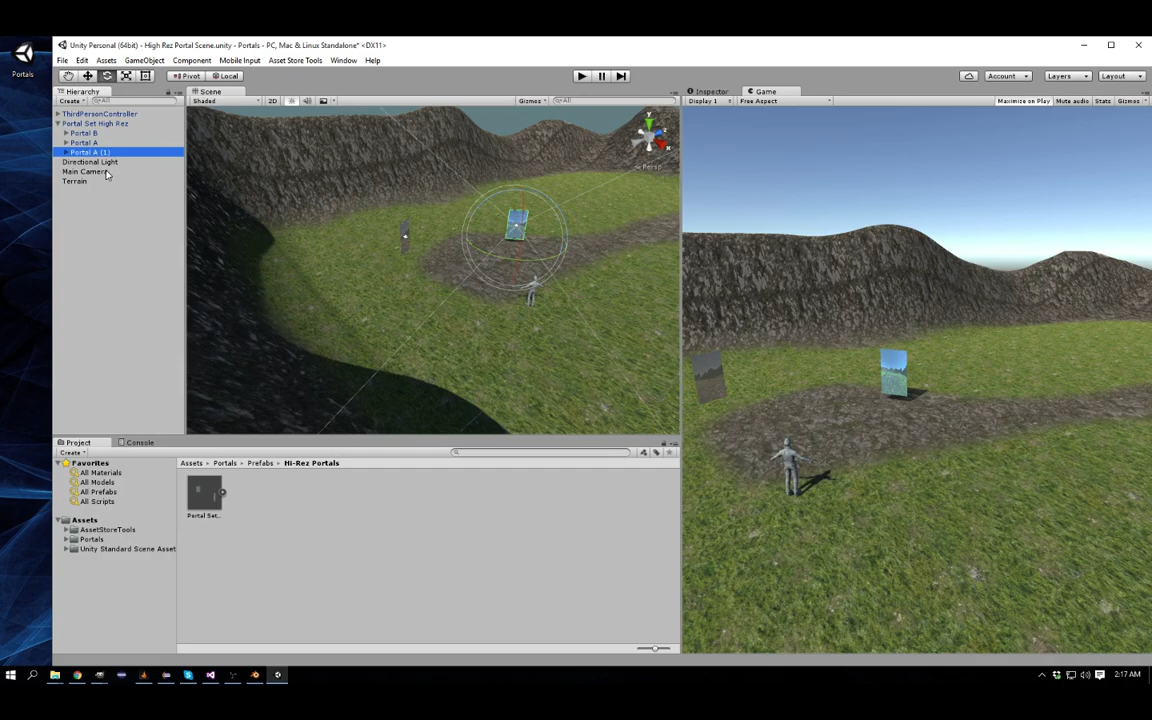 Unity Personal (64bit) - High Rez Portal Scene.unity - Portals - PC, Mac & Linux Standalone* <DX11>
File Edit Assets GameObject Component Mobile Input Asset Store Tools Window Help
Portals
Pivot Local Account Layers Layout
Hierarchy Scene Inspector Game
Create All Shaded 2D Gizmos All Display 1 Free Aspect Maximize on Play Mute audio Stats Gizmos
ThirdPersonController
Portal Set High Rez
Portal B
Portal A
Portal A (1)
Directional Light
Main Camera
Terrain
y
z
x
Persp
Project Console
Create
Favorites Assets Portals Prefabs Hi-Rez Portals
All Materials
All Models
All Prefabs
All Scripts
Portal Set...
Assets
AssetStoreTools
Portals
Unity Standard Scene Asset
2:17 AM